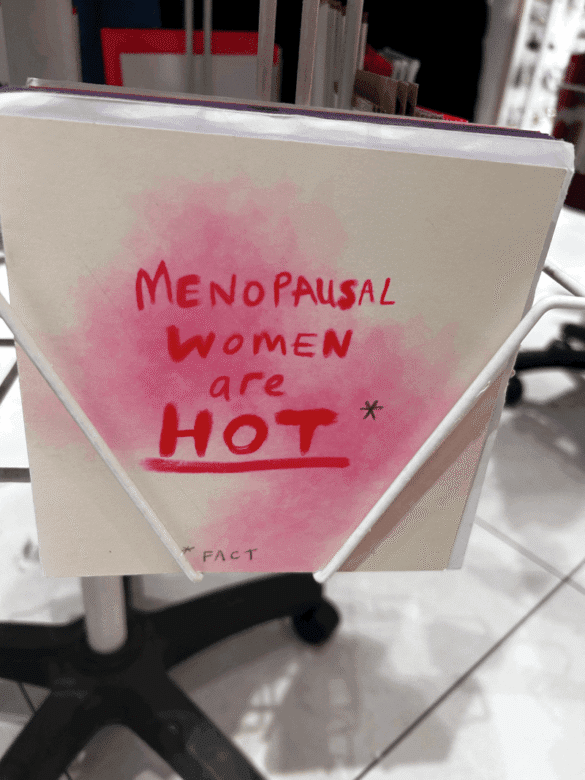 MENOPAUSAL
WOMEN
are
HOT *
* FACT